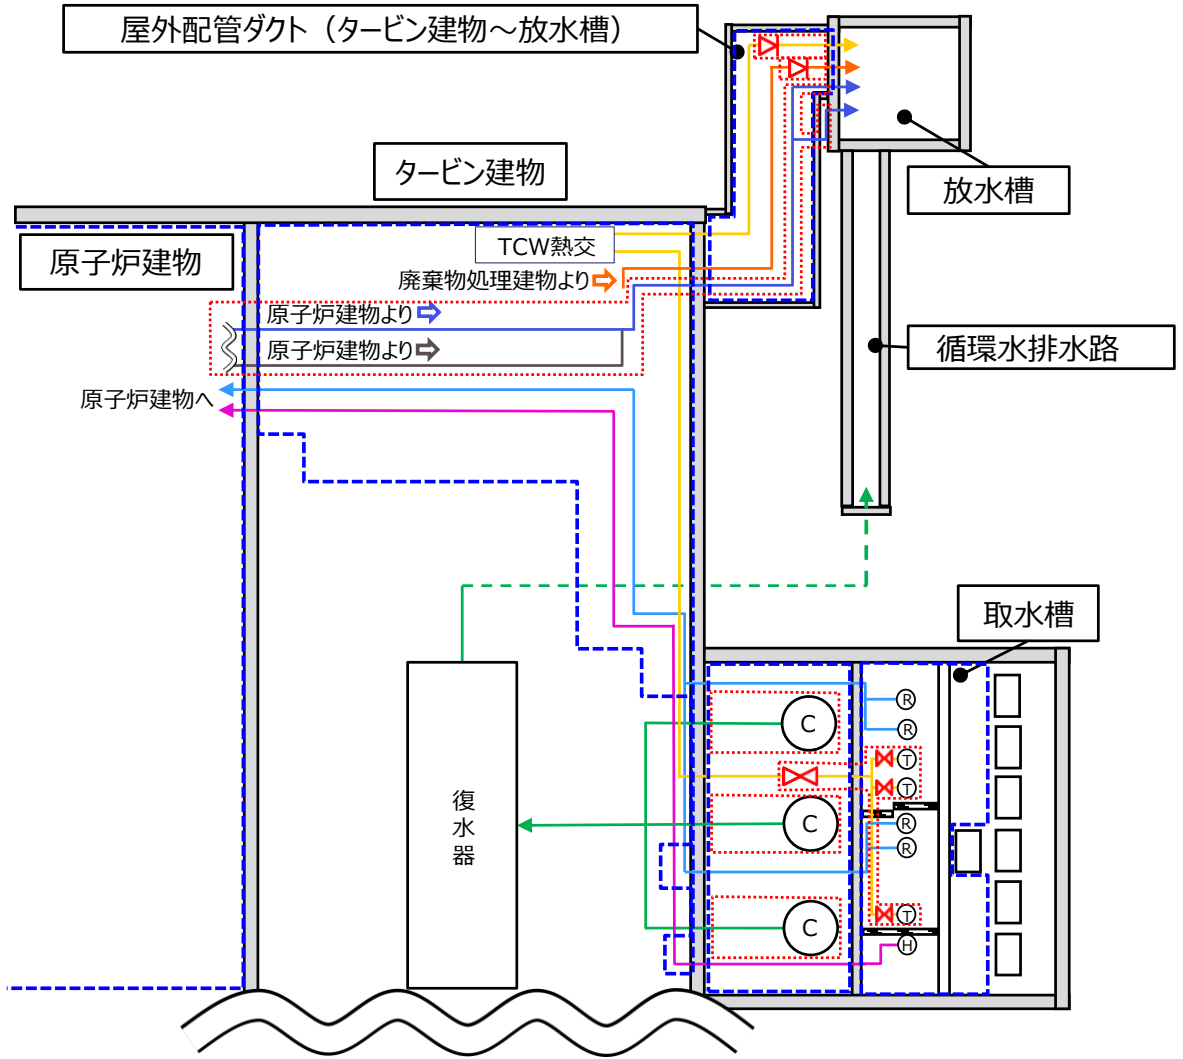 屋外配管ダクト（タービン建物～放水槽）
タービン建物
放水槽
原子炉建物
TCW熱交
廃棄物処理建物より
原子炉建物より
原子炉建物より
循環水排水路
原子炉建物へ
取水槽
復水器
C
C
C
R
R
T
T
R
R
T
H